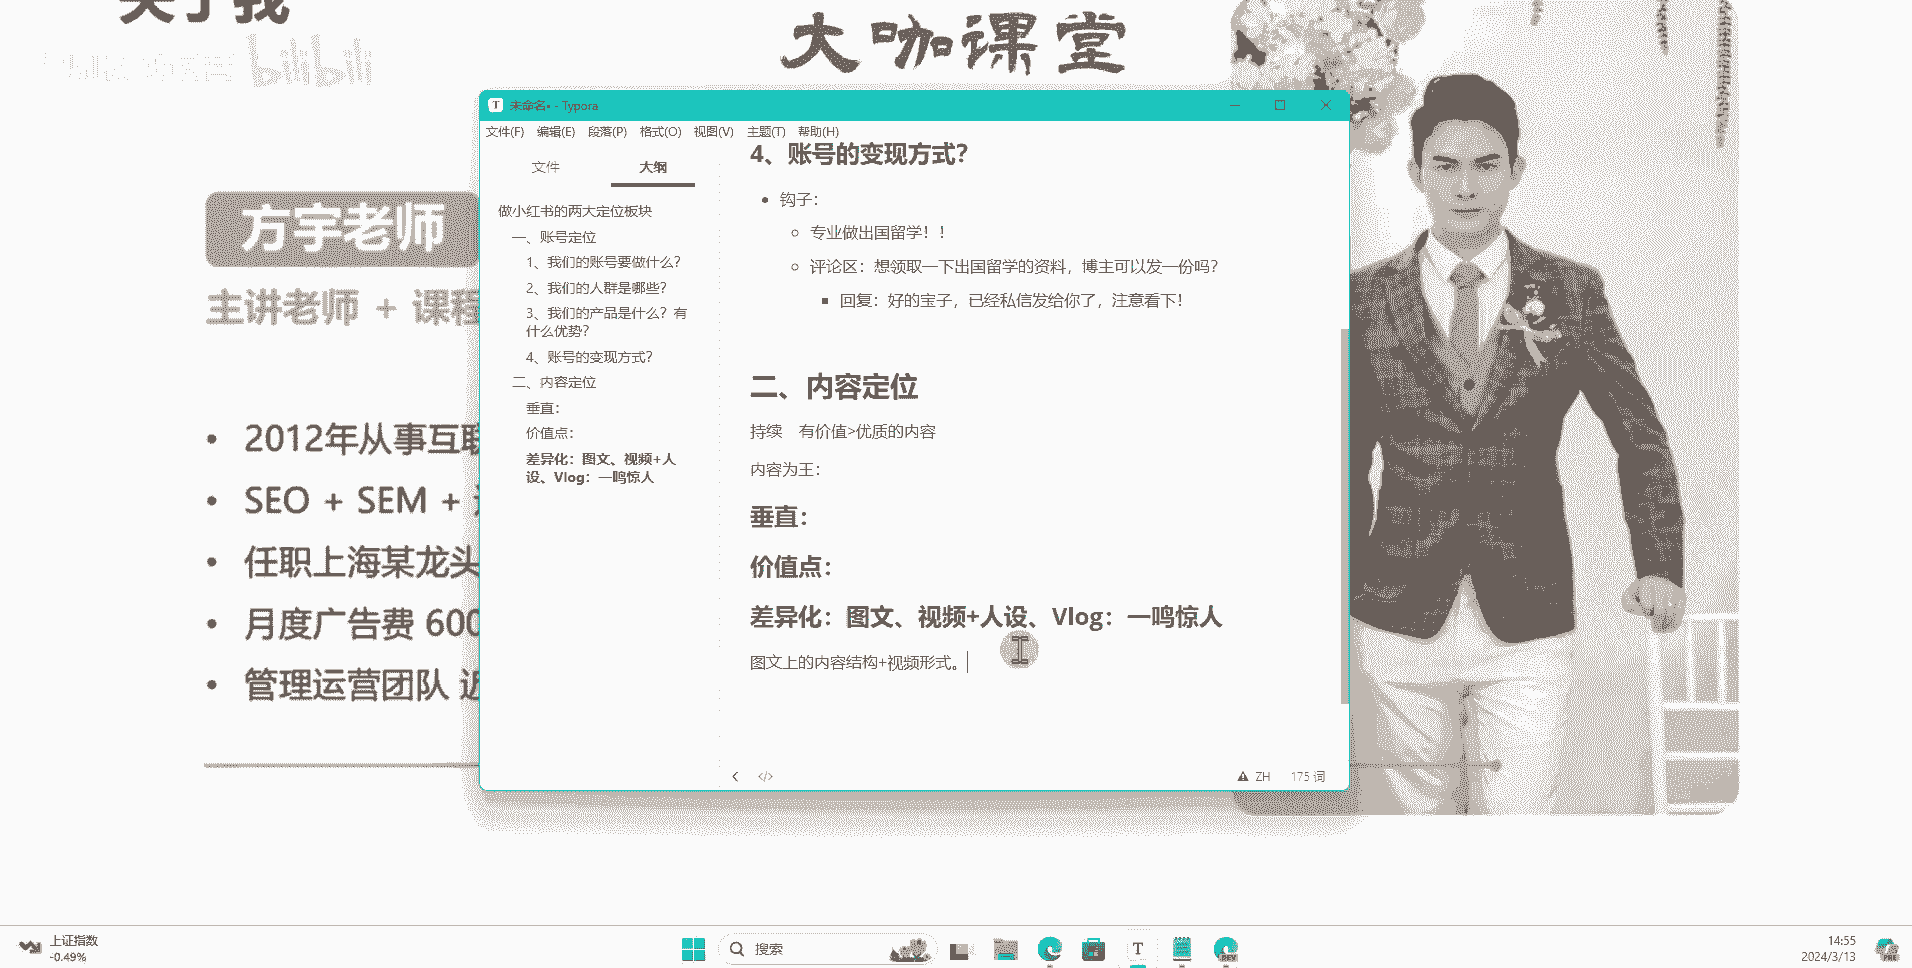 关于我
bilibili
大咖课堂
方宇老师
主讲老师 + 课程
2012年从事互联
SEO + SEM +
任职上海某龙头
月度广告费 600
管理运营团队 近
未命名• - Typora
文件(F) 编辑(E) 段落(P) 格式(O) 视图(V) 主题(T) 帮助(H)
文件 大纲
做小红书的两大定位板块
一、账号定位
1、我们的账号要做什么？
2、我们的人群是哪些？
3、我们的产品是什么？有
什么优势？
4、账号的变现方式？
二、内容定位
垂直：
价值点：
差异化：图文、视频+人
设、Vlog：一鸣惊人
4、账号的变现方式？
钩子：
专业做出国留学！！
评论区：想领取一下出国留学的资料，博主可以发一份吗？
回复：好的宝子，已经私信发给你了，注意看下！
二、内容定位
持续 有价值>优质的内容
内容为王：
垂直：
价值点：
差异化：图文、视频+人设、Vlog：一鸣惊人
图文上的内容结构+视频形式。
ZH 175 词
上证指数
-0.49%
搜索
T
DEV
14:55
2024/3/13
PRE